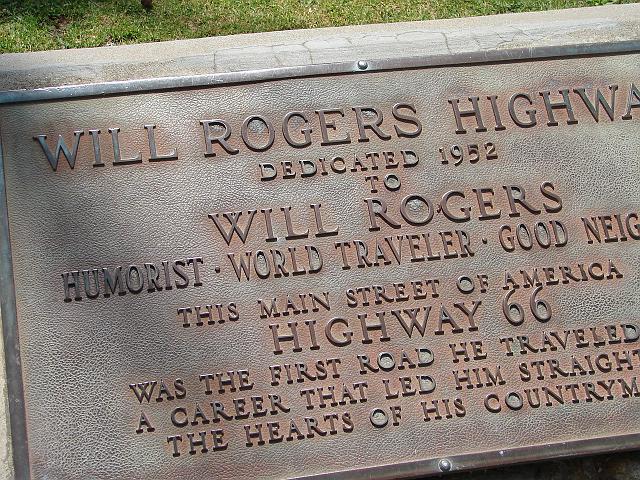 WILL ROGERS HIGHWA
DEDICATED 1952
TO
WILL ROGERS
HUMORIST · WORLD TRAVELER · GOOD NEIG
THIS MAIN STREET OF AMERICA
HIGHWAY 66
WAS THE FIRST ROAD HE TRAVELED
A CAREER THAT LED HIM STRAIGHT
THE HEARTS OF HIS COUNTRYM